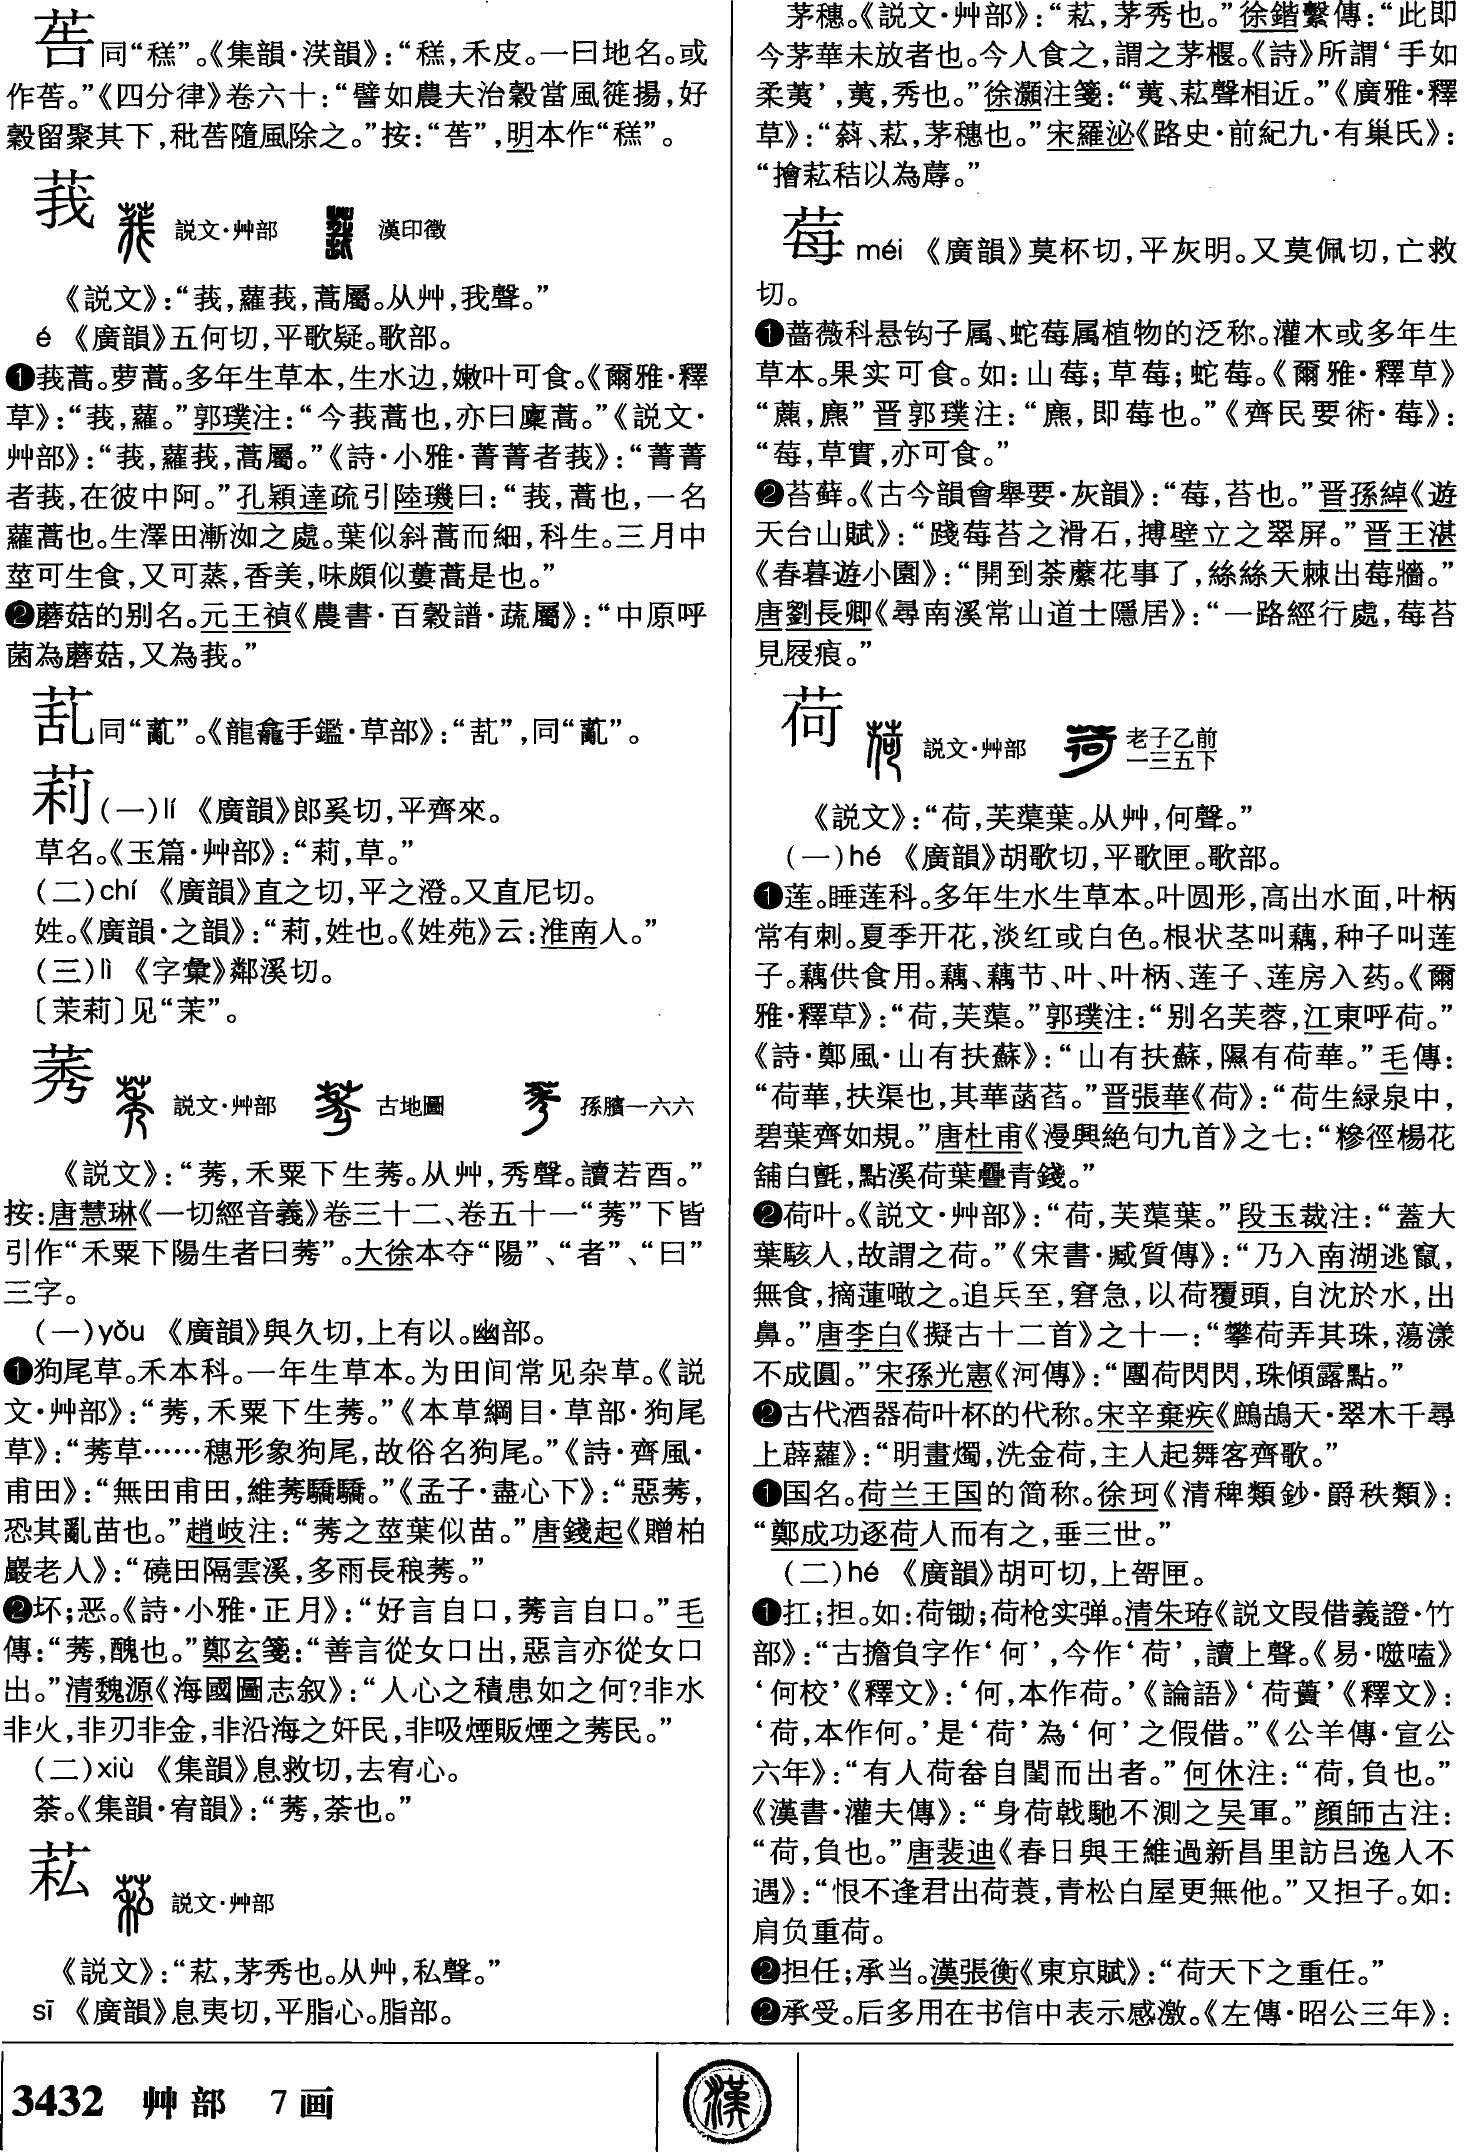 䓘同“䅵”。《集韻·漠韻》：“䅵，禾皮。一曰地名。或
作䓘。”《四分律》卷六十：“譬如農夫治穀當風簁揚，好
穀留聚其下，秕䓘隨風除之。”按：“䓘”，明本作“䅵”。
莪 説文·艸部 漢印徵
《説文》：“莪，蘿莪，蒿屬。从艸，我聲。”
é 《廣韻》五何切，平歌疑。歌部。
❶莪蒿。萝蒿。多年生草本，生水边，嫩叶可食。《爾雅·釋
草》：“莪，蘿。”郭璞注：“今莪蒿也，亦曰廩蒿。”《説文·
艸部》：“莪，蘿莪，蒿屬。”《詩·小雅·菁菁者莪》：“菁菁
者莪，在彼中阿。”孔穎達疏引陸璣曰：“莪，蒿也，一名
蘿蒿也。生澤田漸洳之處。葉似斜蒿而細，科生。三月中
莖可生食，又可蒸，香美，味頗似蔞蒿是也。”
❷蘑菇的别名。元王禎《農書·百穀譜·蔬屬》：“中原呼
菌為蘑菇，又為莪。”
乱同“薍”。《龍龕手鑑·草部》：“”，同“薍”。
莉(一)lí 《廣韻》郎奚切，平齊來。
草名。《玉篇·艸部》：“莉，草。”
(二)chí 《廣韻》直之切，平之澄。又直尼切。
姓。《廣韻·之韻》：“莉，姓也。《姓苑》云：淮南人。”
(三)lì 《字彙》鄰溪切。
〔茉莉〕见“茉”。
莠 説文·艸部 古地圖 孫臏一六六
《説文》：“莠，禾粟下生莠。从艸，秀聲。讀若酉。”
按：唐慧琳《一切經音義》卷三十二、卷五十一“莠”下皆
引作“禾粟下陽生者曰莠”。大徐本夺“陽”、“者”、“曰”
三字。
(一)yǒu 《廣韻》與久切，上有以。幽部。
❶狗尾草。禾本科。一年生草本。为田间常见杂草。《説
文·艸部》：“莠，禾粟下生莠。”《本草綱目·草部·狗尾
草》：“莠草……穗形象狗尾，故俗名狗尾。”《詩·齊風·
甫田》：“無田甫田，維莠驕驕。”《孟子·盡心下》：“惡莠，
恐其亂苗也。”趙岐注：“莠之莖葉似苗。”唐錢起《贈柏
巖老人》：“磽田隔雲溪，多雨長稂莠。”
❷坏；恶。《詩·小雅·正月》：“好言自口，莠言自口。”毛
傳：“莠，醜也。”鄭玄箋：“善言從女口出，惡言亦從女口
出。”清魏源《海國圖志叙》：“人心之積患如之何？非水
非火，非刃非金，非沿海之奸民，非吸煙販煙之莠民。”
(二)xiù 《集韻》息救切，去宥心。
荼。《集韻·宥韻》：“莠，荼也。”
䒨 説文·艸部
《説文》：“䒨，茅秀也。从艸，私聲。”
sī 《廣韻》息夷切，平脂心。脂部。
茅穗。《説文·艸部》：“䒨，茅秀也。”徐鍇繫傳：“此即
今茅華未放者也。今人食之，謂之茅椻。《詩》所謂‘手如
柔荑’，荑，秀也。”徐灝注箋：“荑、䒨聲相近。”《廣雅·釋
草》：“䔮、䒨，茅穗也。”宋羅泌《路史·前紀九·有巢氏》：
“擔䒨秸以為蓐。”
莓 méi 《廣韻》莫杯切，平灰明。又莫佩切，亡救
切。
❶蔷薇科悬钩子属、蛇莓属植物的泛称。灌木或多年生
草本。果实可食。如：山莓；草莓；蛇莓。《爾雅·釋草》
“藨，麃”晋郭璞注：“麃，即莓也。”《齊民要術·莓》：
“莓，草實，亦可食。”
❷苔藓。《古今韻會舉要·灰韻》：“莓，苔也。”晋孫綽《遊
天台山賦》：“踐莓苔之滑石，搏壁立之翠屏。”晋王湛
《春暮遊小園》：“開到荼蘼花事了，絲絲天棘出莓牆。”
唐劉長卿《尋南溪常山道士隱居》：“一路經行處，莓苔
見屐痕。”
荷 説文·艸部 老子乙前一三五下
《説文》：“荷，芙蕖葉。从艸，何聲。”
(一)hé 《廣韻》胡歌切，平歌匣。歌部。
❶莲。睡莲科。多年生水生草本。叶圆形，高出水面，叶柄
常有刺。夏季开花，淡红或白色。根状茎叫藕，种子叫莲
子。藕供食用。藕、藕节、叶、叶柄、莲子、莲房入药。《爾
雅·釋草》：“荷，芙蕖。”郭璞注：“别名芙蓉，江東呼荷。”
《詩·鄭風·山有扶蘇》：“山有扶蘇，隰有荷華。”毛傳：
“荷華，扶渠也，其華菡萏。”晋張華《荷》：“荷生緑泉中，
碧葉齊如規。”唐杜甫《漫興絶句九首》之七：“糁徑楊花
舖白氈，點溪荷葉疊青錢。”
❷荷叶。《説文·艸部》：“荷，芙蕖葉。”段玉裁注：“蓋大
葉駭人，故謂之荷。”《宋書·臧質傳》：“乃入南湖逃竄，
無食，摘蓮噉之。追兵至，窘急，以荷覆頭，自沈於水，出
鼻。”唐李白《擬古十二首》之十一：“攀荷弄其珠，蕩漾
不成圓。”宋孫光憲《河傳》：“團荷閃閃，珠傾露點。”
❷古代酒器荷叶杯的代称。宋辛棄疾《鷓鴣天·翠木千尋
上薜蘿》：“明畫燭，洗金荷，主人起舞客齊歌。”
❶国名。荷兰王国的简称。徐珂《清稗類鈔·爵秩類》：
“鄭成功逐荷人而有之，垂三世。”
(二)hé 《廣韻》胡可切，上哿匣。
❶扛；担。如：荷锄；荷枪实弹。清朱珔《説文叚借義證·竹
部》：“古擔負字作‘何’，今作‘荷’，讀上聲。《易·噬嗑》
‘何校’《釋文》：‘何，本作荷。’《論語》‘荷蕢’《釋文》：
‘荷，本作何。’是‘荷’為‘何’之假借。”《公羊傳·宣公
六年》：“有人荷畚自閨而出者。”何休注：“荷，負也。”
《漢書·灌夫傳》：“身荷戟馳不測之吴軍。”顔師古注：
“荷，負也。”唐裴迪《春日與王維過新昌里訪吕逸人不
遇》：“恨不逢君出荷蓑，青松白屋更無他。”又担子。如：
肩负重荷。
❷担任；承当。漢張衡《東京賦》：“荷天下之重任。”
❷承受。后多用在书信中表示感激。《左傳·昭公三年》：
3432 艸部 7画
漢